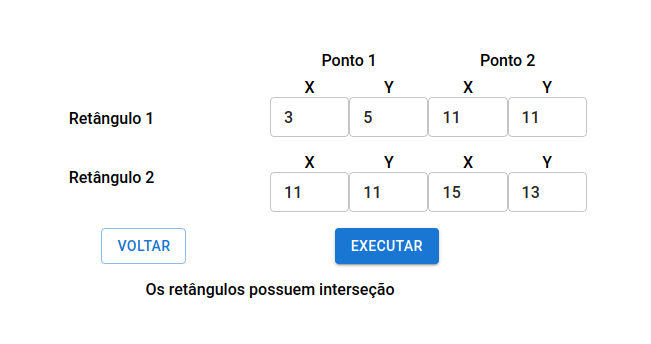 Ponto 1 Ponto 2
X Y X Y
Retângulo 1 3 5 11 11
X Y X Y
Retângulo 2 11 11 15 13
VOLTAR EXECUTAR
Os retângulos possuem interseção